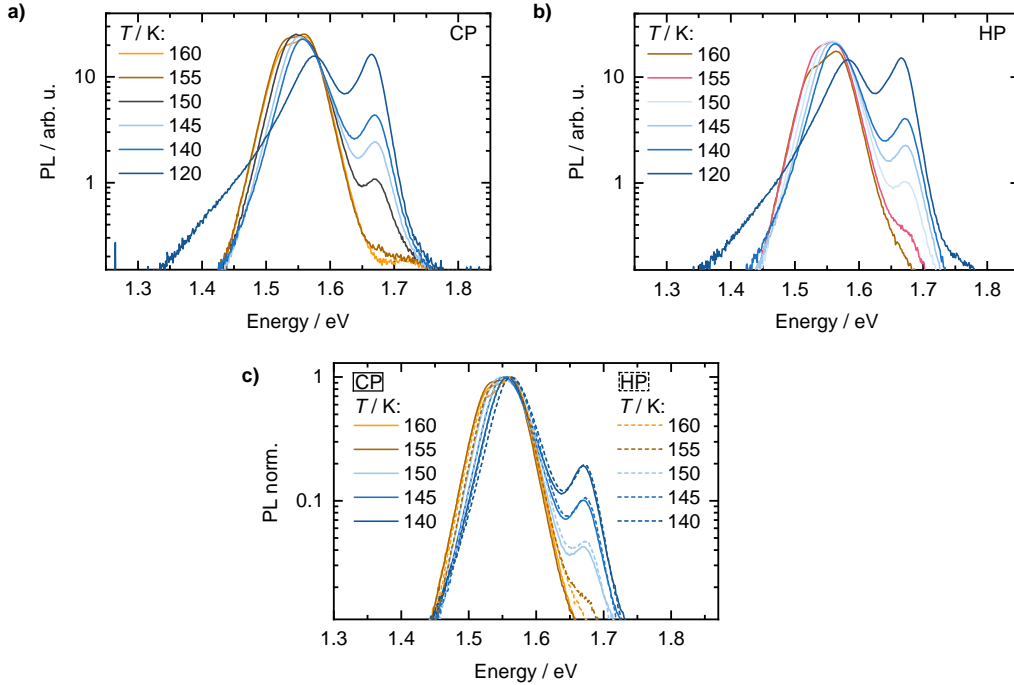 a)
T / K:
160
155
150
145
140
120
CP
10
1
PL / arb. u.
1.3 1.4 1.5 1.6 1.7 1.8
Energy / eV
b)
T / K:
160
155
150
145
140
120
HP
10
1
PL / arb. u.
1.3 1.4 1.5 1.6 1.7 1.8
Energy / eV
c)
CP
T / K:
160
155
150
145
140
HP
T / K:
160
155
150
145
140
1
0.1
PL norm.
1.3 1.4 1.5 1.6 1.7 1.8
Energy / eV